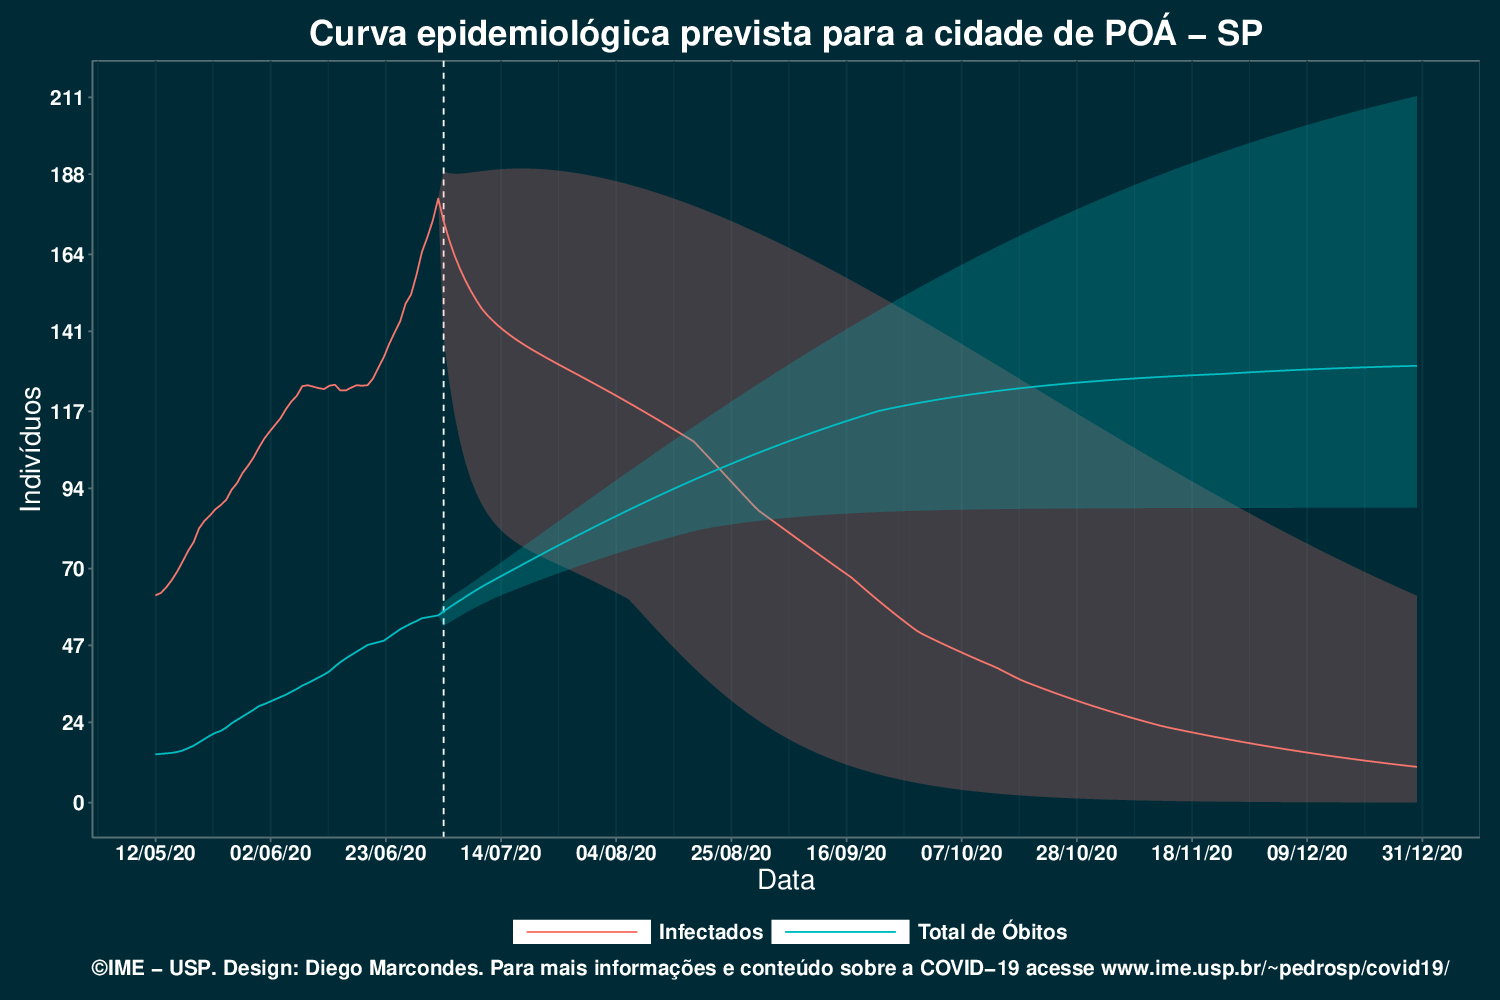 Curva epidemiológica prevista para a cidade de POÁ – SP
Indivíduos
211
188
164
141
117
94
70
47
24
0
12/05/20 02/06/20 23/06/20 14/07/20 04/08/20 25/08/20 16/09/20 07/10/20 28/10/20 18/11/20 09/12/20 31/12/20
Data
Infectados Total de Óbitos
©IME – USP. Design: Diego Marcondes. Para mais informações e conteúdo sobre a COVID–19 acesse www.ime.usp.br/~pedrosp/covid19/